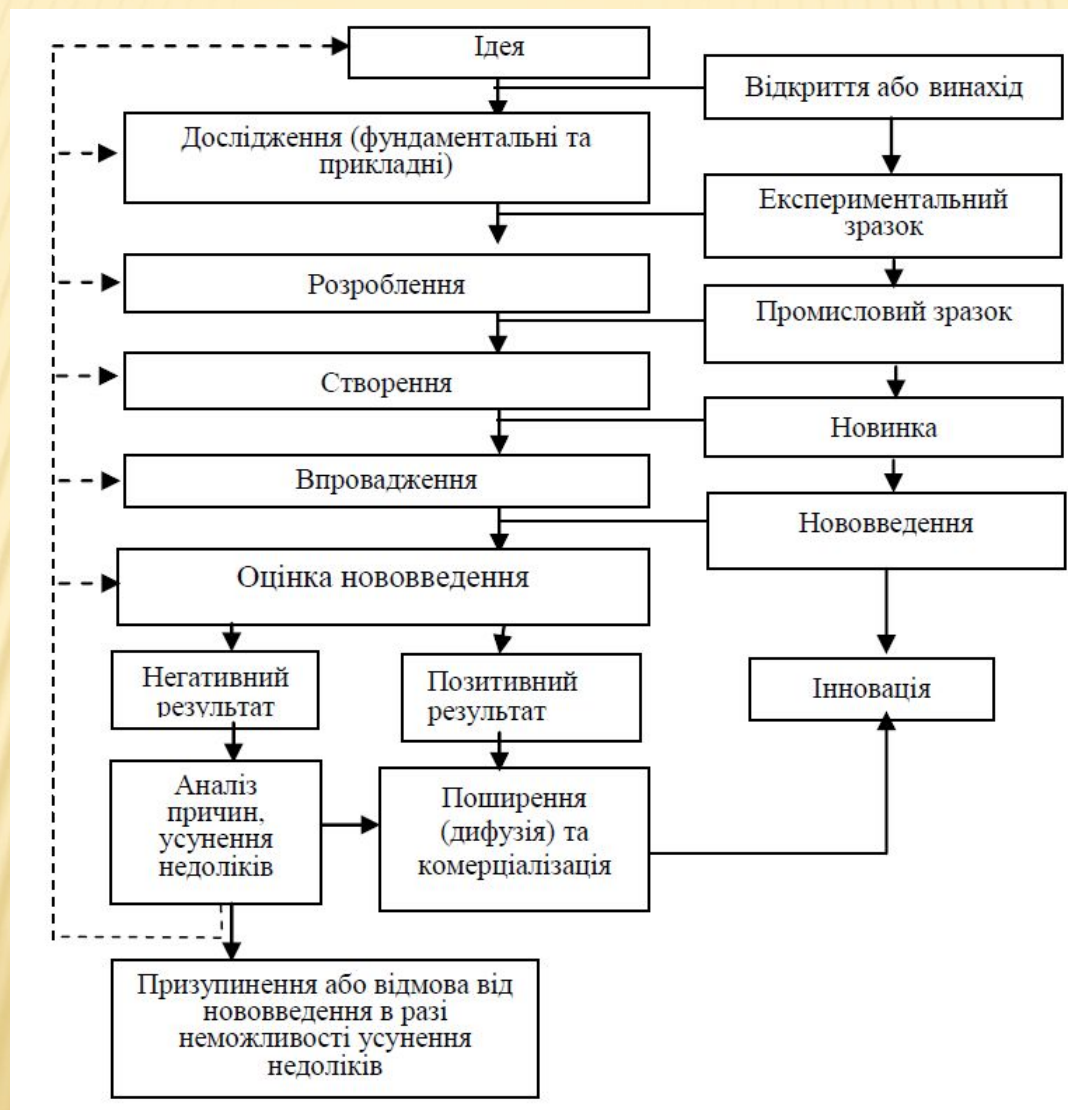 Ідея
Відкриття або винахід
Дослідження (фундаментальні та
прикладні)
Експериментальний
зразок
Розроблення
Промисловий зразок
Створення
Новинка
Впровадження
Нововведення
Оцінка нововведення
Негативний
результат
Позитивний
результат
Інновація
Аналіз
причин,
усунення
недоліків
Поширення
(дифузія) та
комерціалізація
Призупинення або відмова від
нововведення в разі
неможливості усунення
недоліків